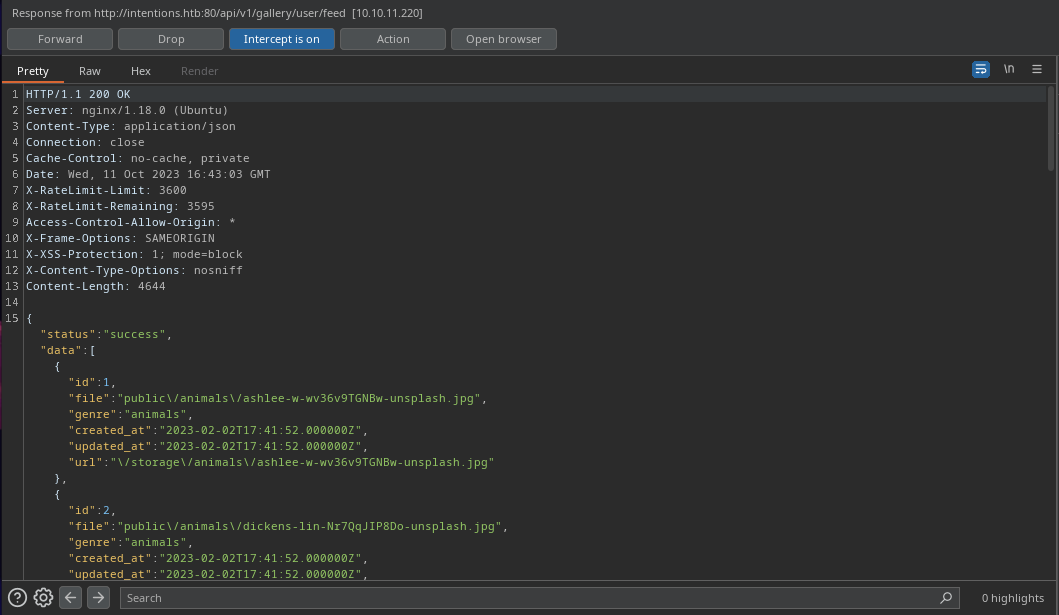 Response from http://intentions.htb:80/api/v1/gallery/user/feed [10.10.11.220]
Forward Drop Intercept is on Action Open browser
Pretty Raw Hex Render \n
1 HTTP/1.1 200 OK
2 Server: nginx/1.18.0 (Ubuntu)
3 Content-Type: application/json
4 Connection: close
5 Cache-Control: no-cache, private
6 Date: Wed, 11 Oct 2023 16:43:03 GMT
7 X-RateLimit-Limit: 3600
8 X-RateLimit-Remaining: 3595
9 Access-Control-Allow-Origin: *
10 X-Frame-Options: SAMEORIGIN
11 X-XSS-Protection: 1; mode=block
12 X-Content-Type-Options: nosniff
13 Content-Length: 4644
14
15 {
"status":"success",
"data":[
{
"id":1,
"file":"public\/animals\/ashlee-w-wv36v9TGNBw-unsplash.jpg",
"genre":"animals",
"created_at":"2023-02-02T17:41:52.000000Z",
"updated_at":"2023-02-02T17:41:52.000000Z",
"url":"\/storage\/animals\/ashlee-w-wv36v9TGNBw-unsplash.jpg"
},
{
"id":2,
"file":"public\/animals\/dickens-lin-Nr7QqJIP8Do-unsplash.jpg",
"genre":"animals",
"created_at":"2023-02-02T17:41:52.000000Z",
"updated_at":"2023-02-02T17:41:52.000000Z",
Search 0 highlights